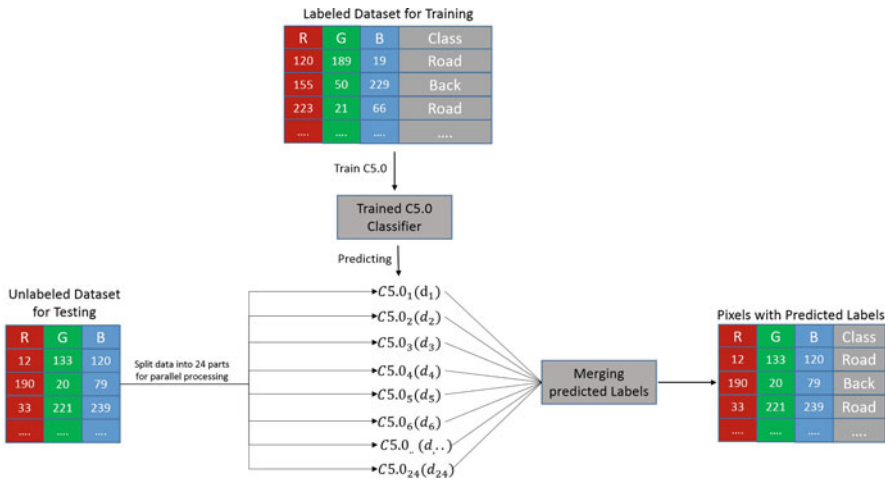 Labeled Dataset for Training
R G B Class
120 189 19 Road
155 50 229 Back
223 21 66 Road
.... .... .... ....
Train C5.0
Trained C5.0
Classifier
Predicting
Unlabeled Dataset
for Testing
R G B
12 133 120
190 20 79
33 221 239
.... .... ....
Split data into 24 parts
for parallel processing
C5.0₁(d₁)
C5.0₂(d₂)
C5.0₃(d₃)
C5.0₄(d₄)
C5.0₅(d₅)
C5.0₆(d₆)
C5.0.. (d,..)
C5.0₂₄(d₂₄)
Merging
predicted Labels
Pixels with Predicted Labels
R G B Class
12 133 120 Road
190 20 79 Back
33 221 239 Road
.... .... .... ....